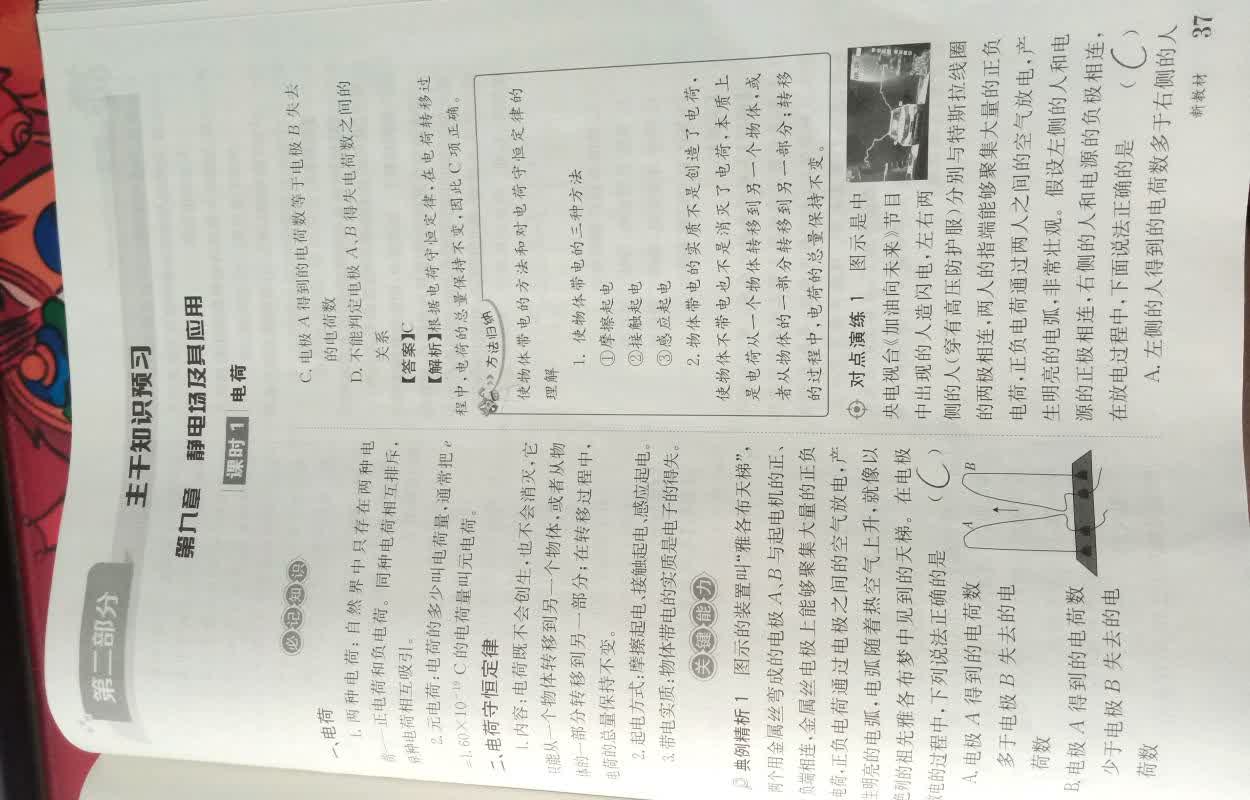 第二部分
主干知识预习
第九章 静电场及其应用
课时1 电荷
必记知识
一、电荷
1. 两种电荷：自然界中只存在两种电
荷——正电荷和负电荷。同种电荷相互排斥，
异种电荷相互吸引。
2. 元电荷：电荷的多少叫电荷量，通常把e
=1.60×10⁻¹⁹ C 的电荷量叫元电荷。
二、电荷守恒定律
1. 内容：电荷既不会创生，也不会消灭，它
只能从一个物体转移到另一个物体，或者从物
体的一部分转移到另一部分；在转移过程中，
电荷的总量保持不变。
2. 起电方式：摩擦起电、接触起电、感应起电。
3. 带电实质：物体带电的实质是电子的得失。
关键能力
典例精析1 图示的装置叫“雅各布天梯”，
两个用金属丝弯成的电极A、B与起电机的正、
负端相连，金属丝电极上能够聚集大量的正负
电荷，正负电荷通过电极之间的空气放电，产
生明亮的电弧，电弧随着热空气上升，就像以
色列的祖先雅各布梦中见到的天梯。在电极
放电的过程中，下列说法正确的是 （C）
A. 电极A得到的电荷数
多于电极B失去的电
荷数
B. 电极A得到的电荷数
少于电极B失去的电
荷数
A B
C. 电极A得到的电荷数等于电极B失去
的电荷数
D. 不能判定电极A、B得失电荷数之间的
关系
【答案】C
【解析】根据电荷守恒定律，在电荷转移过
程中，电荷的总量保持不变，因此C项正确。
方法归纳
使物体带电的方法和对电荷守恒定律的
理解
1. 使物体带电的三种方法
①摩擦起电
②接触起电
③感应起电
2. 物体带电的实质不是创造了电荷，
使物体不带电也不是消灭了电荷，本质上
是电荷从一个物体转移到另一个物体，或
者从物体的一部分转移到另一部分；转移
的过程中，电荷的总量保持不变。
对点演练1 图示是中
央电视台《加油向未来》节目
中出现的人造闪电，左右两
侧的人（穿有高压防护服）分别与特斯拉线圈
的两极相连，两人的指端能够聚集大量的正负
电荷，正负电荷通过两人之间的空气放电，产
生明亮的电弧，非常壮观。假设左侧的人和电
源的正极相连，右侧的人和电源的负极相连，
在放电过程中，下面说法正确的是 （C）
A. 左侧的人得到的电荷数多于右侧的人
新教材 37